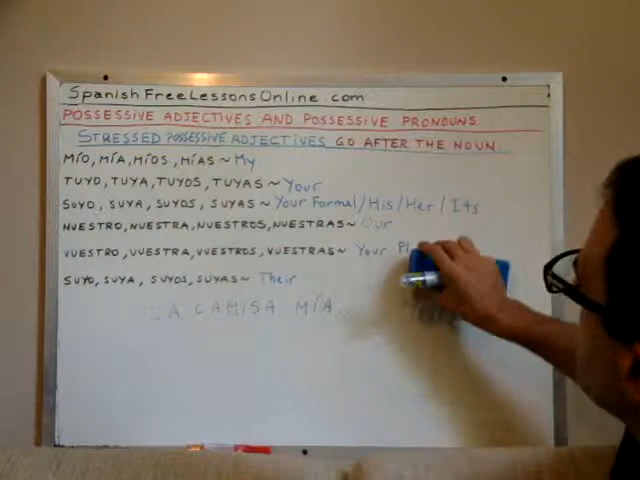 SpanishFreeLessonsOnline.com
POSSESSIVE ADJECTIVES AND POSSESSIVE PRONOUNS.
STRESSED POSSESSIVE ADJECTIVES GO AFTER THE NOUN.
MÍO, MÍA, MÍOS, MÍAS ~ My
TUYO, TUYA, TUYOS, TUYAS ~ Your
SUYO, SUYA, SUYOS, SUYAS ~ Your Formal/His/Her/Its
NUESTRO, NUESTRA, NUESTROS, NUESTRAS ~ Our
VUESTRO, VUESTRA, VUESTROS, VUESTRAS ~ Your
SUYO, SUYA, SUYOS, SUYAS ~ Their
CAMISA MÍA